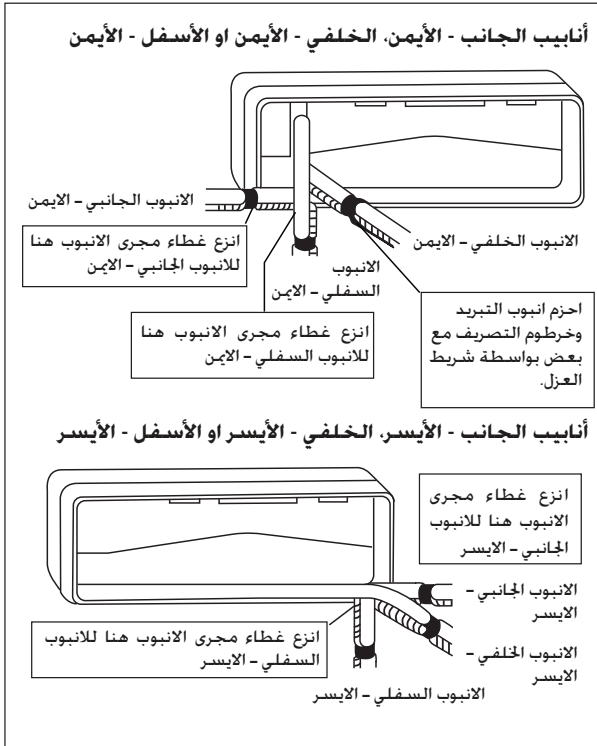 أنابيب الجانب - الأيمن، الخلفي - الأيمن او الأسفل - الأيمن
الانبوب الجانبي – الايمن
انزع غطاء مجرى الانبوب هنا
للانبوب الجانبي – الايمن
الانبوب
السفلي – الايمن
الانبوب الخلفي – الايمن
انزع غطاء مجرى الانبوب هنا
للانبوب السفلي – الايمن
احزم انبوب التبريد
وخرطوم التصريف مع
بعض بواسطة شريط
العزل.
أنابيب الجانب - الأيسر، الخلفي - الأيسر او الأسفل - الأيسر
انزع غطاء مجرى
الانبوب هنا للانبوب
الجانبي – الايسر
الانبوب الجانبي –
الايسر
انزع غطاء مجرى الانبوب هنا للانبوب
السفلي – الايسر
الانبوب الخلفي –
الايسر
الانبوب السفلي – الايسر